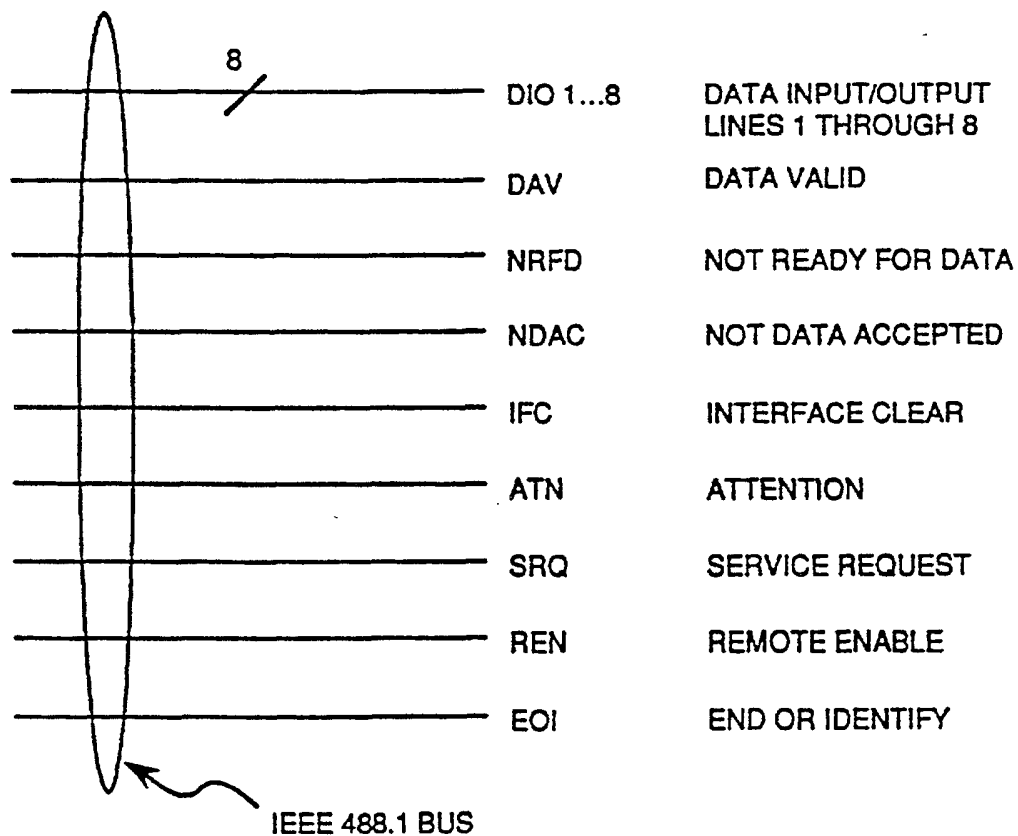 8
DIO 1...8 DATA INPUT/OUTPUT
LINES 1 THROUGH 8
DAV DATA VALID
NRFD NOT READY FOR DATA
NDAC NOT DATA ACCEPTED
IFC INTERFACE CLEAR
ATN ATTENTION
SRQ SERVICE REQUEST
REN REMOTE ENABLE
EOI END OR IDENTIFY
IEEE 488.1 BUS